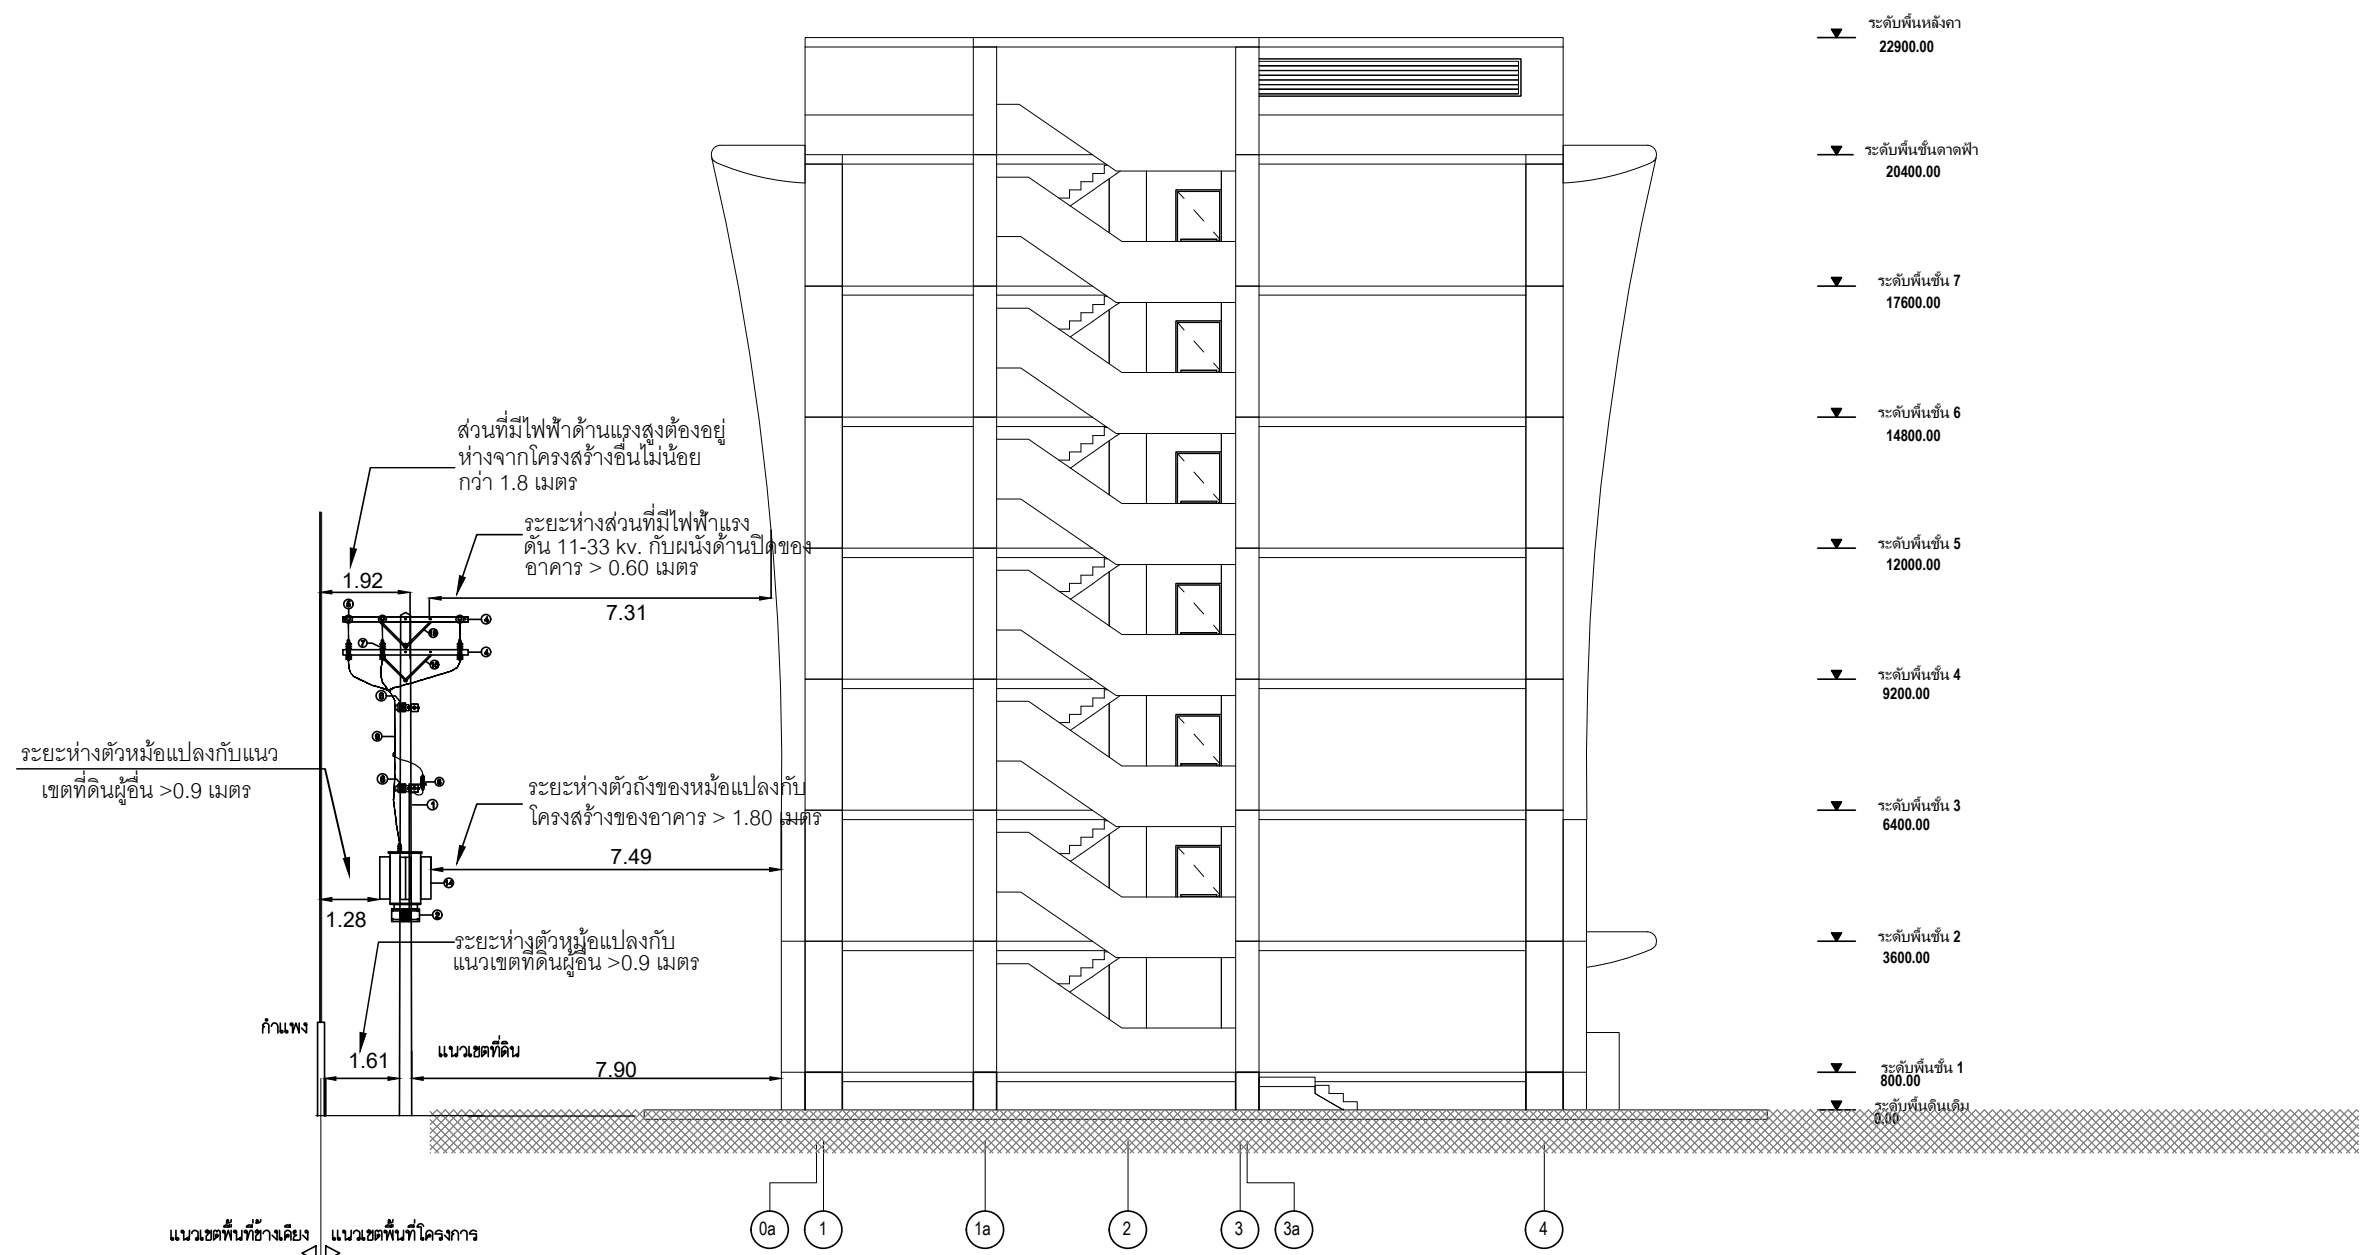 ระดับพื้นหลังคา
22900.00
ระดับพื้นชั้นดาดฟ้า
20400.00
ระดับพื้นชั้น 7
17600.00
ระดับพื้นชั้น 6
14800.00
ระดับพื้นชั้น 5
12000.00
ระดับพื้นชั้น 4
9200.00
ระดับพื้นชั้น 3
6400.00
ระดับพื้นชั้น 2
3600.00
ระดับพื้นชั้น 1
800.00
ระดับพื้นดินเดิม
0.00
ส่วนที่มีไฟฟ้าด้านแรงสูงต้องอยู่
ห่างจากโครงสร้างอื่นไม่น้อย
กว่า 1.8 เมตร
ระยะห่างส่วนที่มีไฟฟ้าแรง
ดัน 11-33 kv. กับผนังด้านปิดของ
อาคาร > 0.60 เมตร
1.92
7.31
4
4
7
1
14
2
ระยะห่างตัวหม้อแปลงกับแนว
เขตที่ดินผู้อื่น >0.9 เมตร
ระยะห่างตัวถังของหม้อแปลงกับ
โครงสร้างของอาคาร > 1.80 เมตร
7.49
1.28
ระยะห่างตัวหม้อแปลงกับ
แนวเขตที่ดินผู้อื่น >0.9 เมตร
กำแพง
1.61
แนวเขตที่ดิน
7.90
แนวเขตพื้นที่ข้างเคียง
แนวเขตพื้นที่โครงการ
0a
1
1a
2
3
3a
4